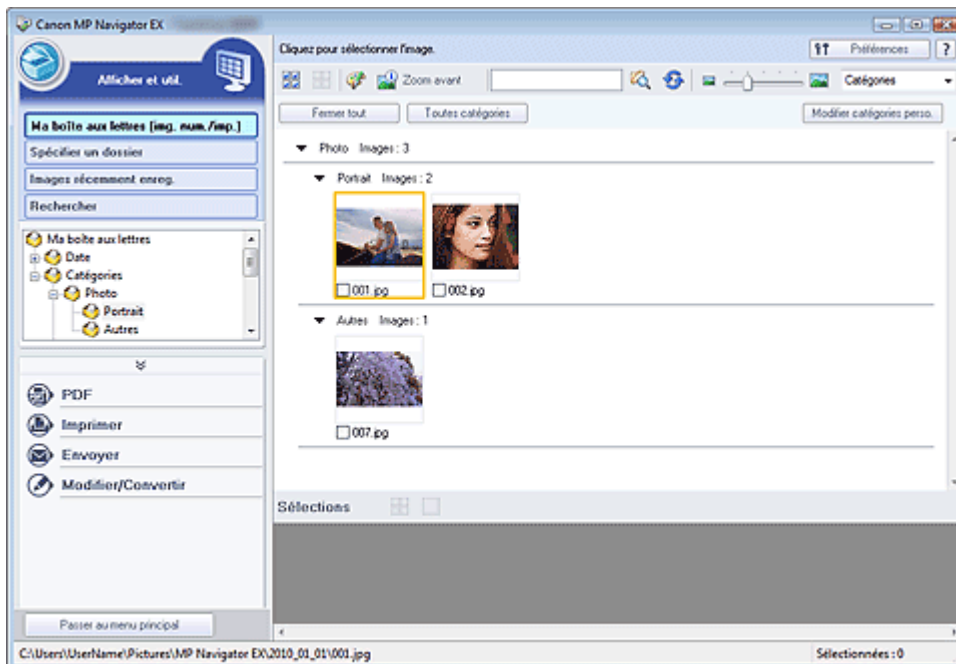 Canon MP Navigator EX
Afficher et util.
Cliquez pour sélectionner l'image.
Préférences
?
Zoom avant
Catégories
Fermer tout
Toutes catégories
Modifier catégories perso.
Ma boîte aux lettres [img. num./imp.]
Spécifier un dossier
Images récemment enreg.
Rechercher
Ma boîte aux lettres
Date
Catégories
Photo
Portrait
Autres
PDF
Imprimer
Envoyer
Modifier/Convertir
Passer au menu principal
Photo Images : 3
Portrait Images : 2
001.jpg 002.jpg
Autres Images : 1
007.jpg
Sélections
C:\Users\UserName\Pictures\MP Navigator EX\2010_01_01\001.jpg
Sélectionnées : 0